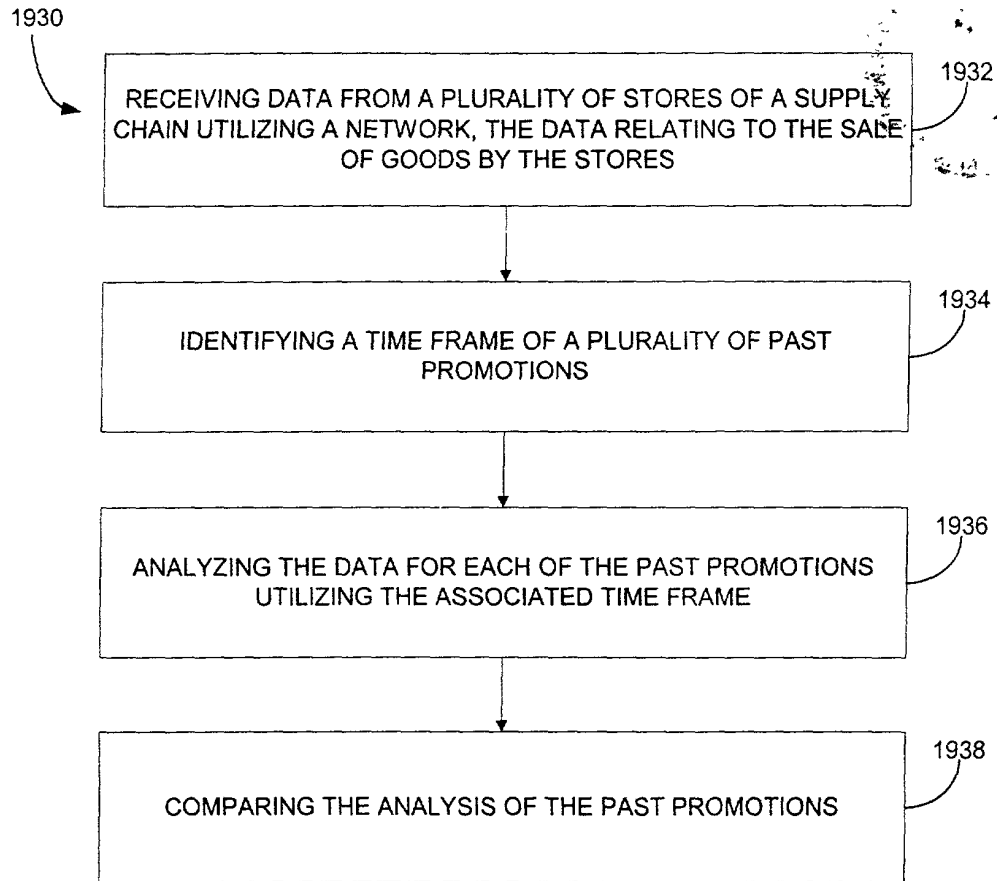 1930
1932
RECEIVING DATA FROM A PLURALITY OF STORES OF A SUPPLY
CHAIN UTILIZING A NETWORK, THE DATA RELATING TO THE SALE
OF GOODS BY THE STORES
1934
IDENTIFYING A TIME FRAME OF A PLURALITY OF PAST
PROMOTIONS
1936
ANALYZING THE DATA FOR EACH OF THE PAST PROMOTIONS
UTILIZING THE ASSOCIATED TIME FRAME
1938
COMPARING THE ANALYSIS OF THE PAST PROMOTIONS